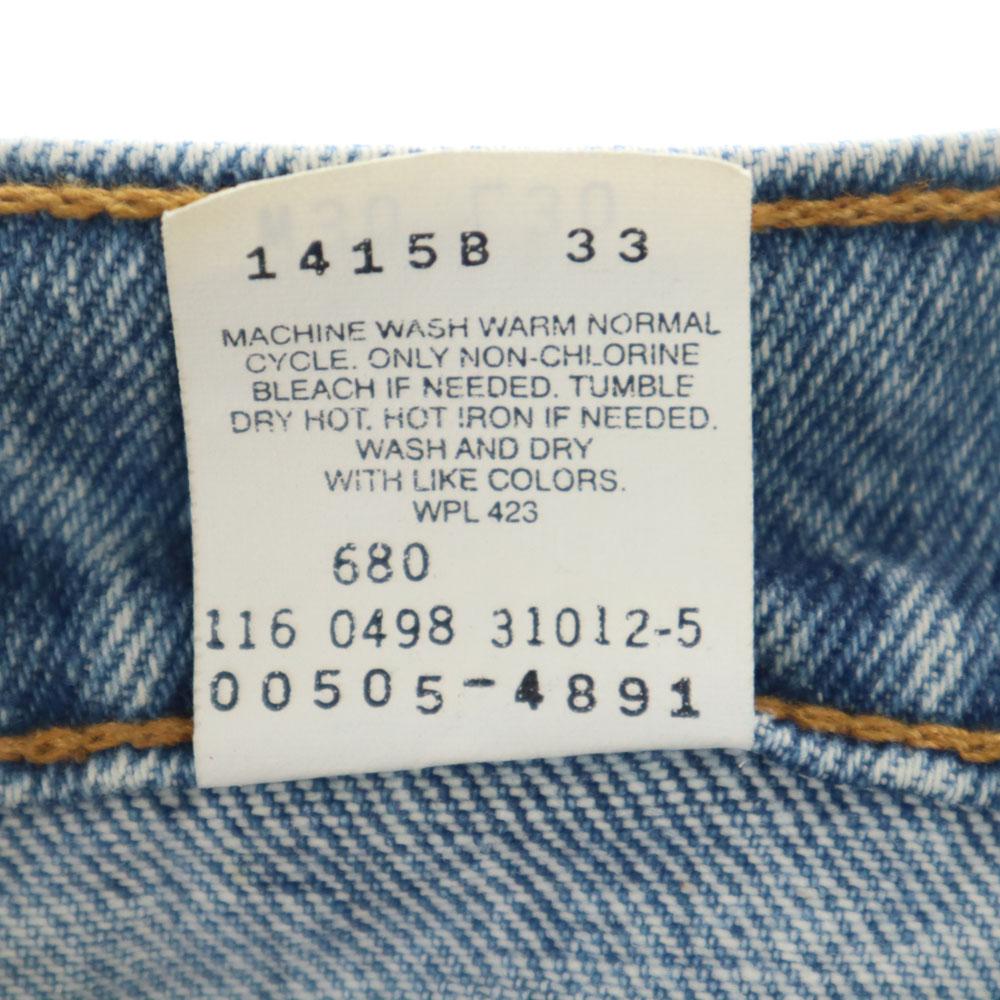 14158 33
MACHINE WASH WARM NORMAL
CYCLE. ONLY NON-CHLORINE
BLEACH IF NEEDED. TUMBLE
DRY HOT. HOT IRON IF NEEDED.
WASH AND DRY
WITH LIKE COLORS.
WPL 423
680
116 0498 31012-5
00505-4891